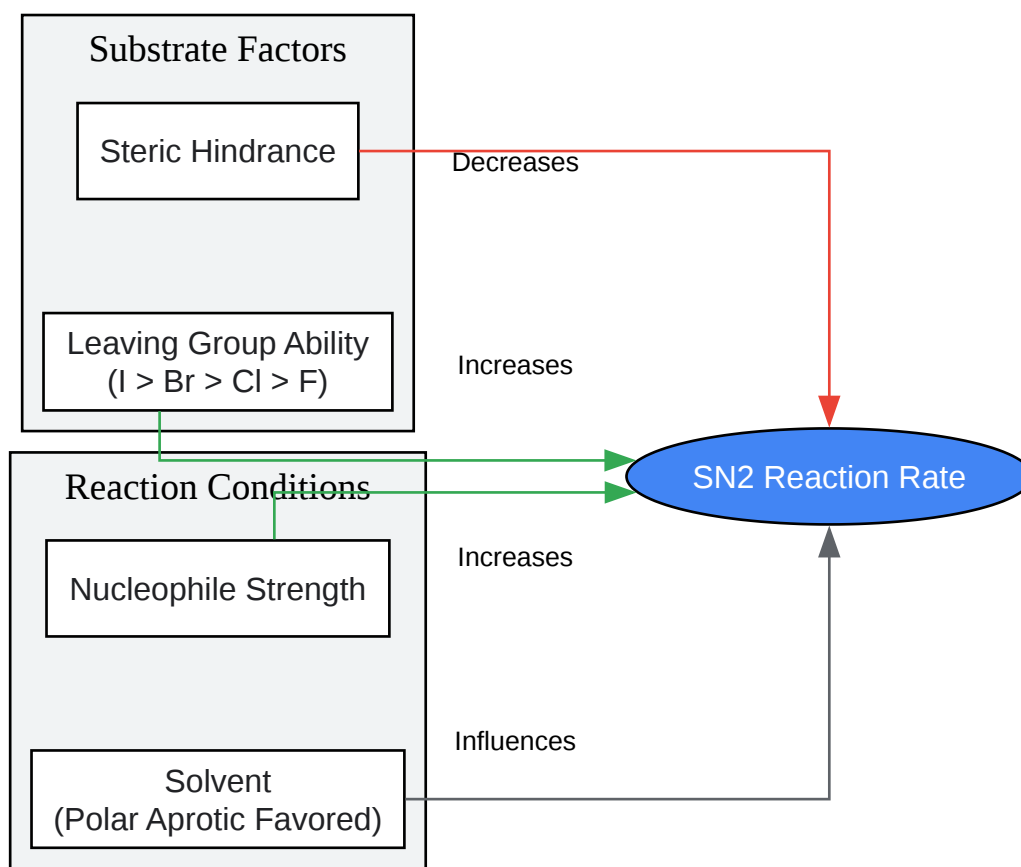 Substrate Factors
Steric Hindrance
Decreases
Leaving Group Ability
(I > Br > Cl > F)
Increases
SN2 Reaction Rate
Reaction Conditions
Increases
Nucleophile Strength
Influences
Solvent
(Polar Aprotic Favored)